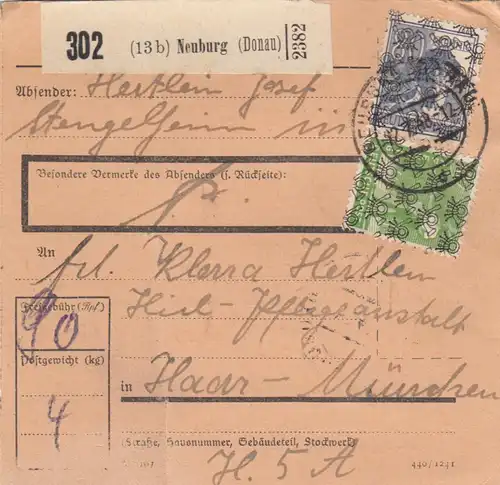 302 (13b) Neuburg (Donau) 2382
Absender: Hertlein Josef
Stengelheim
Besondere Vermerke des Absenders (s. Rückseite):
An
Frl. Klara Hertlein
Heil-Pflegeanstalt
Freigebühr (Rpf.)
90
Postgewicht (kg)
4
in Haar-München
(Straße, Hausnummer, Gebäudeteil, Stockwerk)
H. 5 A